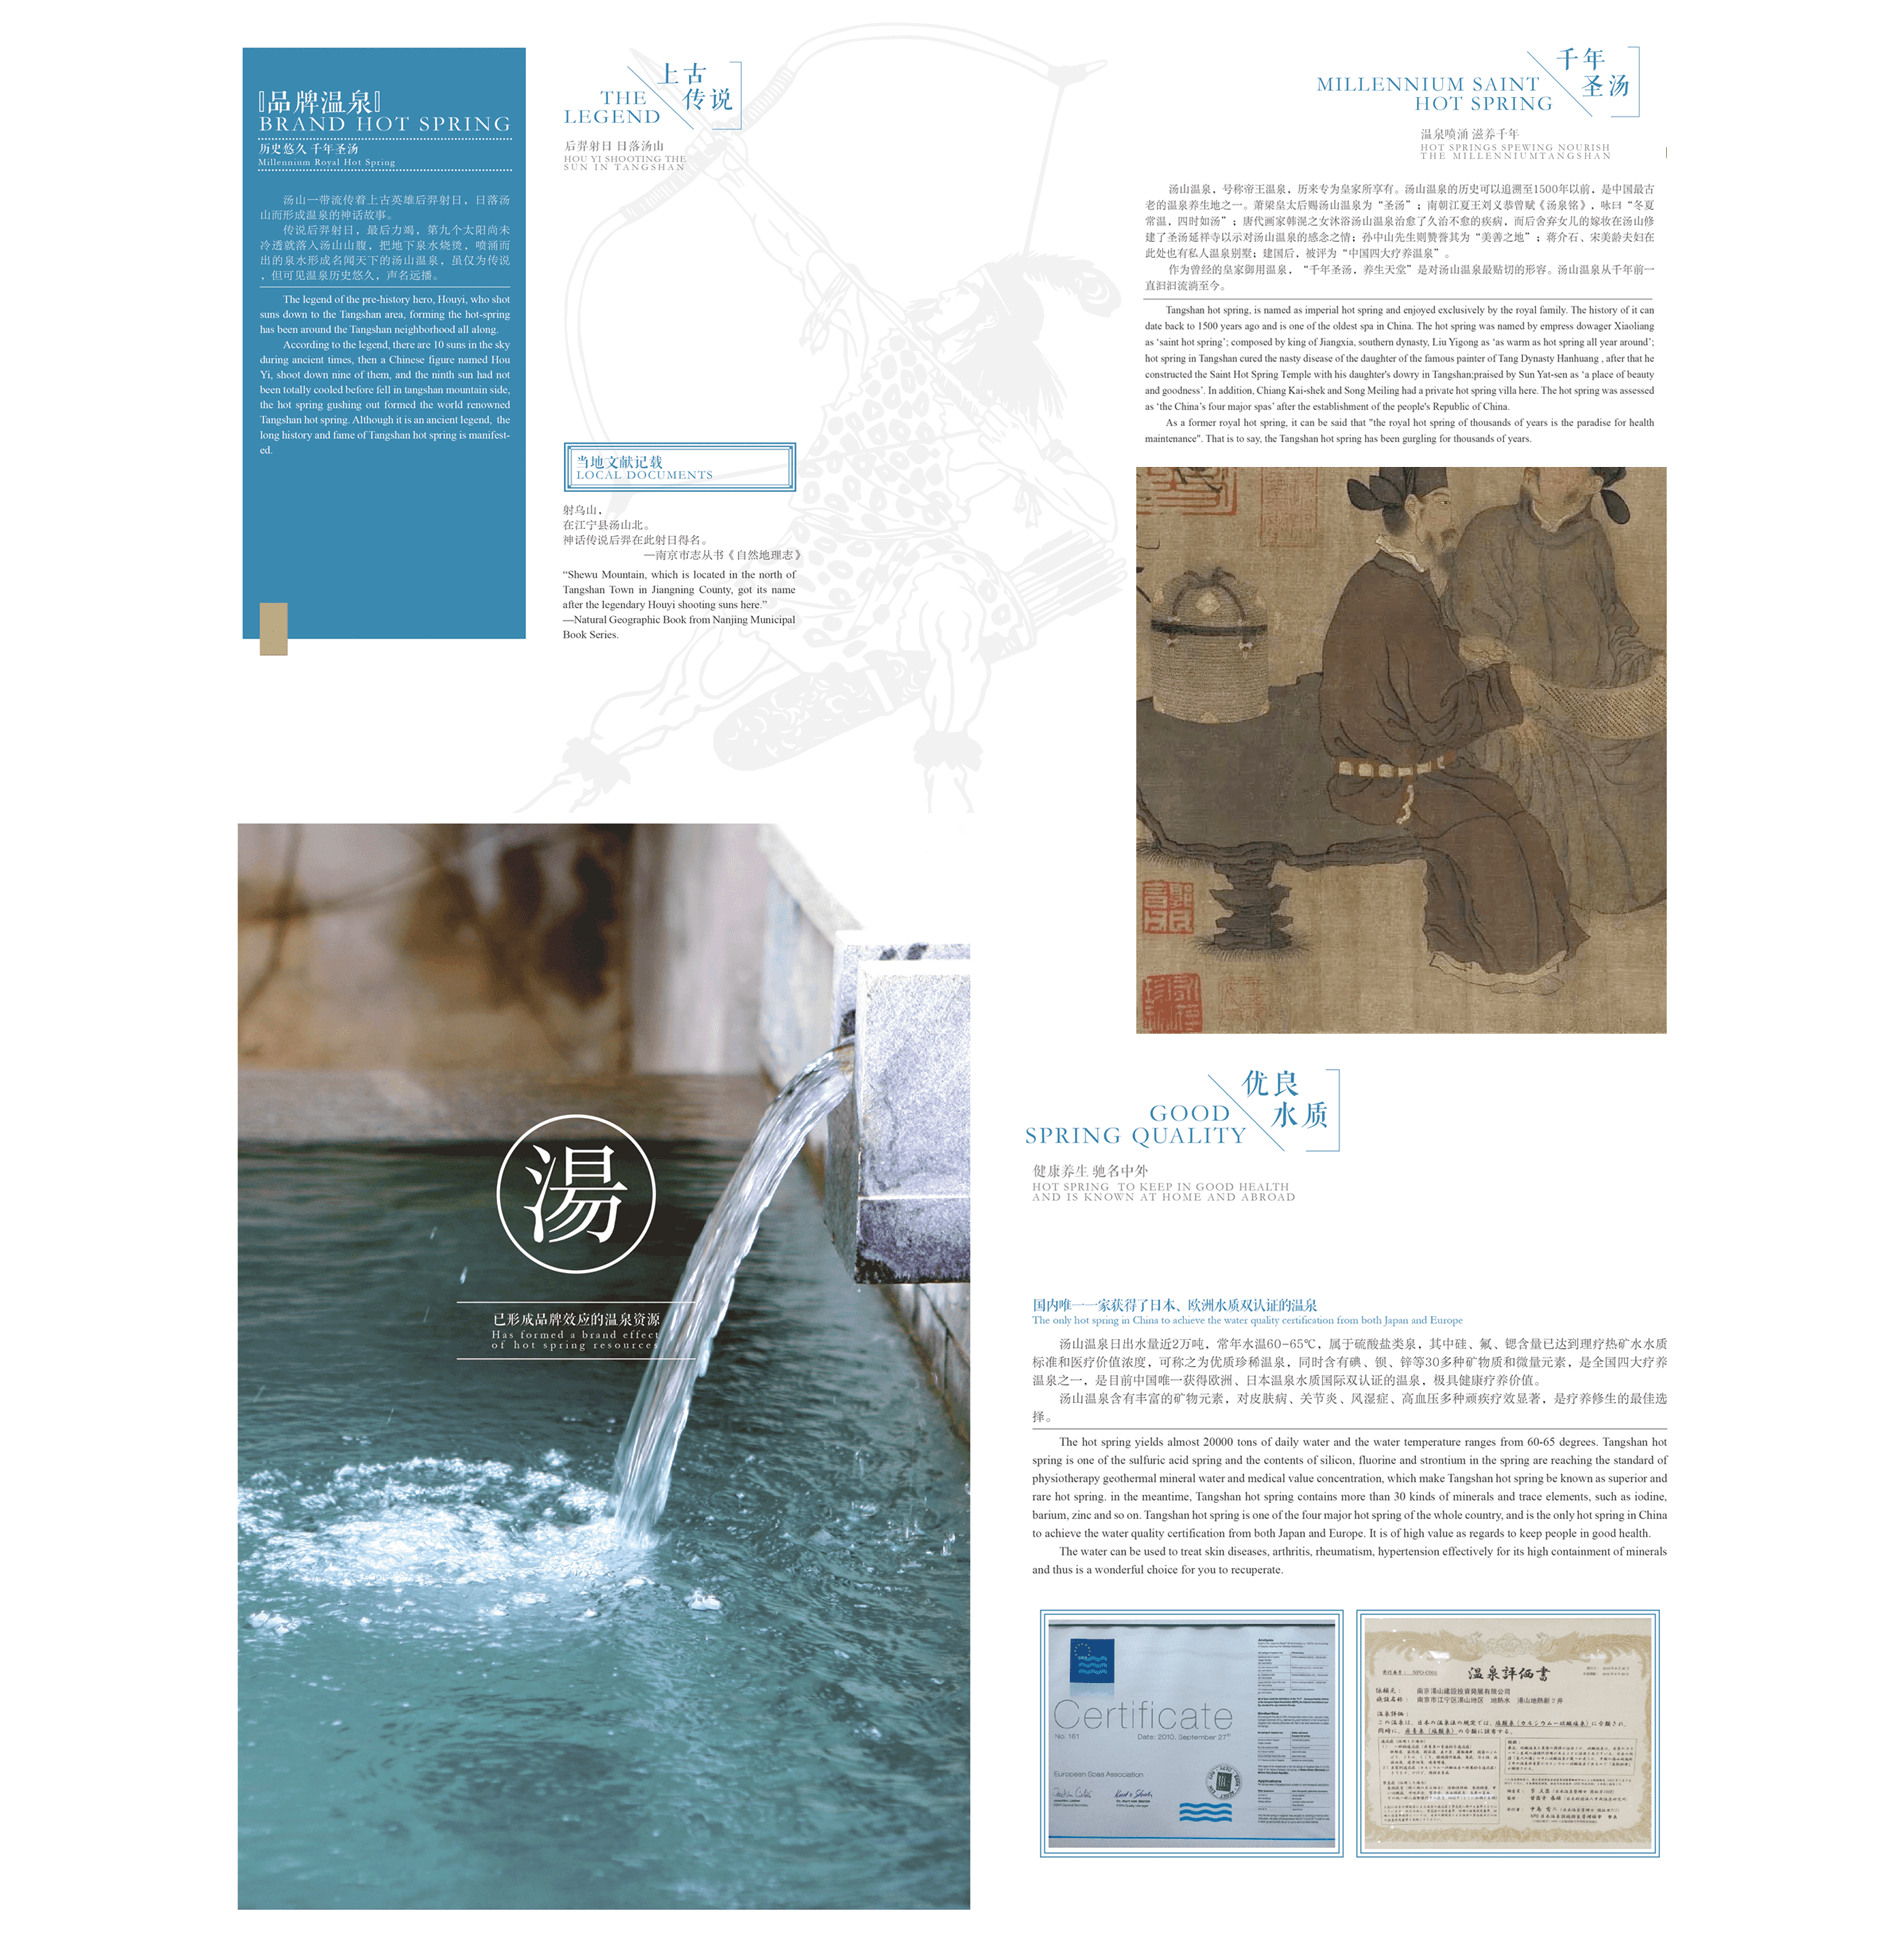 品牌温泉
BRAND HOT SPRING
历史悠久 千年圣汤
Millennium Royal Hot Spring
汤山一带流传着上古英雄后羿射日，日落汤
山而形成温泉的神话故事。
传说后羿射日，最后力竭，第九个太阳尚未
冷透就落入汤山山腹，把地下泉水烧烫，喷涌而
出的泉水形成名闻天下的汤山温泉，虽仅为传说
，但可见温泉历史悠久，声名远播。
The legend of the pre-history hero, Houyi, who shot
suns down to the Tangshan area, forming the hot-spring
has been around the Tangshan neighborhood all along.
According to the legend, there are 10 suns in the sky
during ancient times, then a Chinese figure named Hou
Yi, shoot down nine of them, and the ninth sun had not
been totally cooled before fell in tangshan mountain side,
the hot spring gushing out formed the world renowned
Tangshan hot spring. Although it is an ancient legend, the
long history and fame of Tangshan hot spring is manifest-
ed.
上古
传说
THE
LEGEND
后羿射日 日落汤山
HOU YI SHOOTING THE
SUN IN TANGSHAN
当地文献记载
LOCAL DOCUMENTS
射乌山，
在江宁县汤山北。
神话传说后羿在此射日得名。
—南京市志丛书《自然地理志》
“Shewu Mountain, which is located in the north of
Tangshan Town in Jiangning County, got its name
after the legendary Houyi shooting suns here.”
—Natural Geographic Book from Nanjing Municipal
Book Series.
千年
圣汤
MILLENNIUM SAINT
HOT SPRING
温泉喷涌 滋养千年
HOT SPRINGS SPEWING NOURISH
THE MILLENNIUMTANGSHAN
汤山温泉，号称帝王温泉，历来专为皇家所享有。汤山温泉的历史可以追溯至1500年以前，是中国最古
老的温泉养生地之一。萧梁皇太后赐汤山温泉为“圣汤”；南朝江夏王刘义恭曾赋《汤泉铭》，咏曰“冬夏
常温，四时如汤”；唐代画家韩滉之女沐浴汤山温泉治愈了久治不愈的疾病，而后舍弃女儿的嫁妆在汤山修
建了圣汤延祥寺以示对汤山温泉的感念之情；孙中山先生则赞誉其为“美善之地”；蒋介石、宋美龄夫妇在
此处也有私人温泉别墅；建国后，被评为“中国四大疗养温泉”。
作为曾经的皇家御用温泉，“千年圣汤，养生天堂”是对汤山温泉最贴切的形容。汤山温泉从千年前一
直汩汩流淌至今。
Tangshan hot spring, is named as imperial hot spring and enjoyed exclusively by the royal family. The history of it can
date back to 1500 years ago and is one of the oldest spa in China. The hot spring was named by empress dowager Xiaoliang
as ‘saint hot spring’; composed by king of Jiangxia, southern dynasty, Liu Yigong as ‘as warm as hot spring all year around’;
hot spring in Tangshan cured the nasty disease of the daughter of the famous painter of Tang Dynasty Hanhuang , after that he
constructed the Saint Hot Spring Temple with his daughter's dowry in Tangshan;praised by Sun Yat-sen as ‘a place of beauty
and goodness’. In addition, Chiang Kai-shek and Song Meiling had a private hot spring villa here. The hot spring was assessed
as ‘the China’s four major spas’ after the establishment of the people's Republic of China.
As a former royal hot spring, it can be said that "the royal hot spring of thousands of years is the paradise for health
maintenance". That is to say, the Tangshan hot spring has been gurgling for thousands of years.
湯
已形成品牌效应的温泉资源
Has formed a brand effect
of hot spring resources
优良
水质
GOOD
SPRING QUALITY
健康养生 驰名中外
HOT SPRING TO KEEP IN GOOD HEALTH
AND IS KNOWN AT HOME AND ABROAD
国内唯一一家获得了日本、欧洲水质双认证的温泉
The only hot spring in China to achieve the water quality certification from both Japan and Europe
汤山温泉日出水量近2万吨，常年水温60-65℃，属于硫酸盐类泉，其中硅、氟、锶含量已达到理疗热矿水水质
标准和医疗价值浓度，可称之为优质珍稀温泉，同时含有碘、钡、锌等30多种矿物质和微量元素，是全国四大疗养
温泉之一，是目前中国唯一获得欧洲、日本温泉水质国际双认证的温泉，极具健康疗养价值。
汤山温泉含有丰富的矿物元素，对皮肤病、关节炎、风湿症、高血压多种顽疾疗效显著，是疗养修生的最佳选
择。
The hot spring yields almost 20000 tons of daily water and the water temperature ranges from 60-65 degrees. Tangshan hot
spring is one of the sulfuric acid spring and the contents of silicon, fluorine and strontium in the spring are reaching the standard of
physiotherapy geothermal mineral water and medical value concentration, which make Tangshan hot spring be known as superior and
rare hot spring. in the meantime, Tangshan hot spring contains more than 30 kinds of minerals and trace elements, such as iodine,
barium, zinc and so on. Tangshan hot spring is one of the four major hot spring of the whole country, and is the only hot spring in China
to achieve the water quality certification from both Japan and Europe. It is of high value as regards to keep people in good health.
The water can be used to treat skin diseases, arthritis, rheumatism, hypertension effectively for its high containment of minerals
and thus is a wonderful choice for you to recuperate.
Certificate
No. 161
Date: 2010, September 27th
European Spas Association
Analysis
Applications
温泉評価書
南京湯山建設投資発展有限公司
南京市江宁区湯山地区 地熱水 湯山地熱新2井
温泉評価：